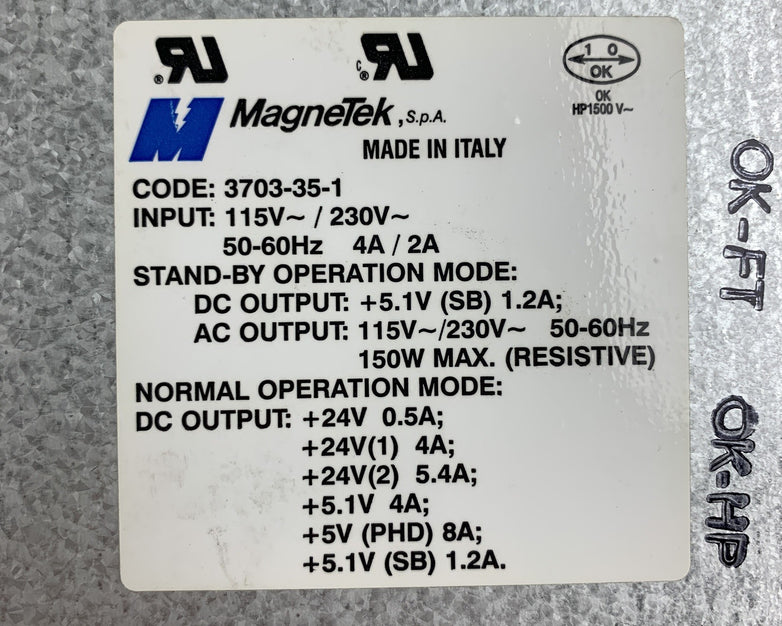 RU® cRU®
1 0
OK
OK
HP1500 V~
MagneTek, S.p.A.
MADE IN ITALY
CODE: 3703-35-1
INPUT: 115V~ / 230V~
50-60Hz 4A / 2A
STAND-BY OPERATION MODE:
DC OUTPUT: +5.1V (SB) 1.2A;
AC OUTPUT: 115V~/230V~ 50-60Hz
150W MAX. (RESISTIVE)
NORMAL OPERATION MODE:
DC OUTPUT: +24V 0.5A;
+24V(1) 4A;
+24V(2) 5.4A;
+5.1V 4A;
+5V (PHD) 8A;
+5.1V (SB) 1.2A.
OK-FT
OK-HP